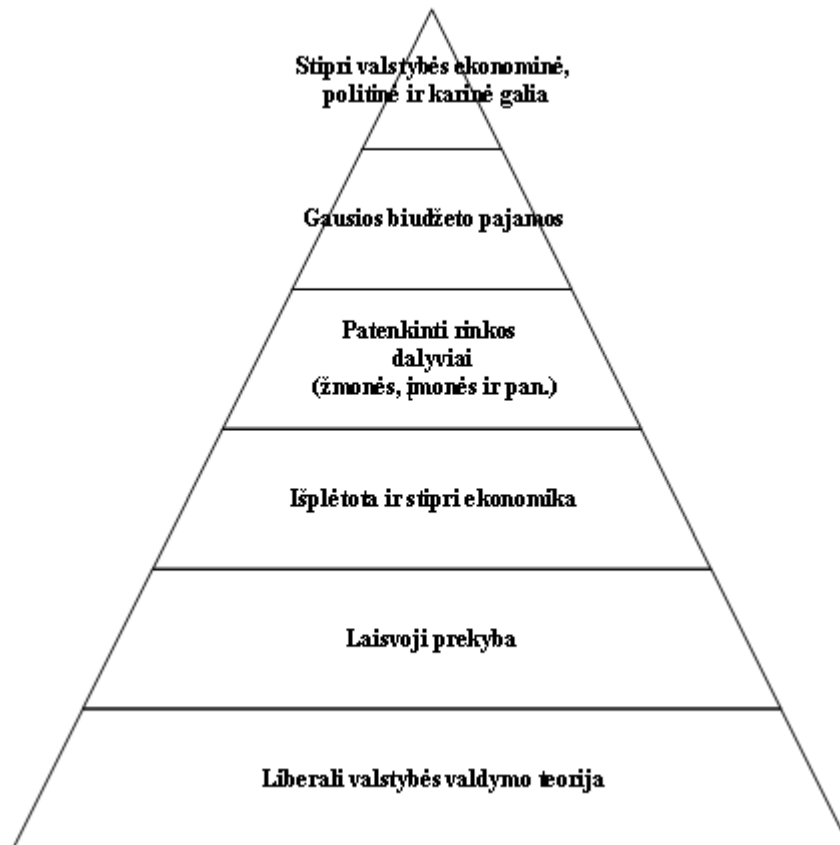 Stipri valstybės ekonominė,
politinė ir karinė galia
Gausios biudžeto pajamos
Patenkinti rinkos
dalyviai
(žmonės, įmonės ir pan.)
Išplėtota ir stipri ekonomika
Laisvoji prekyba
Liberali valstybės valdymo teorija